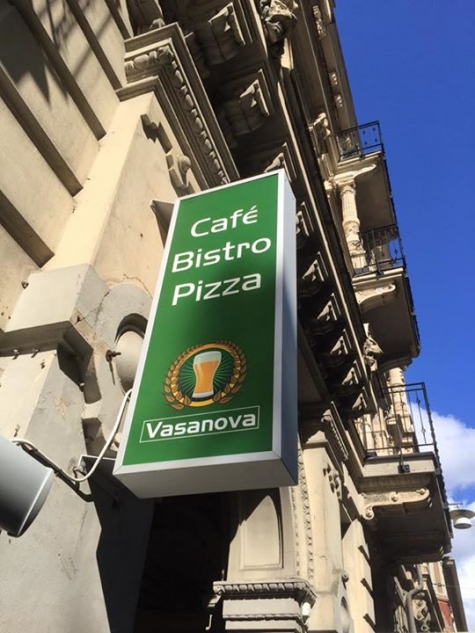 Café
Bistro
Pizza
Vasanova